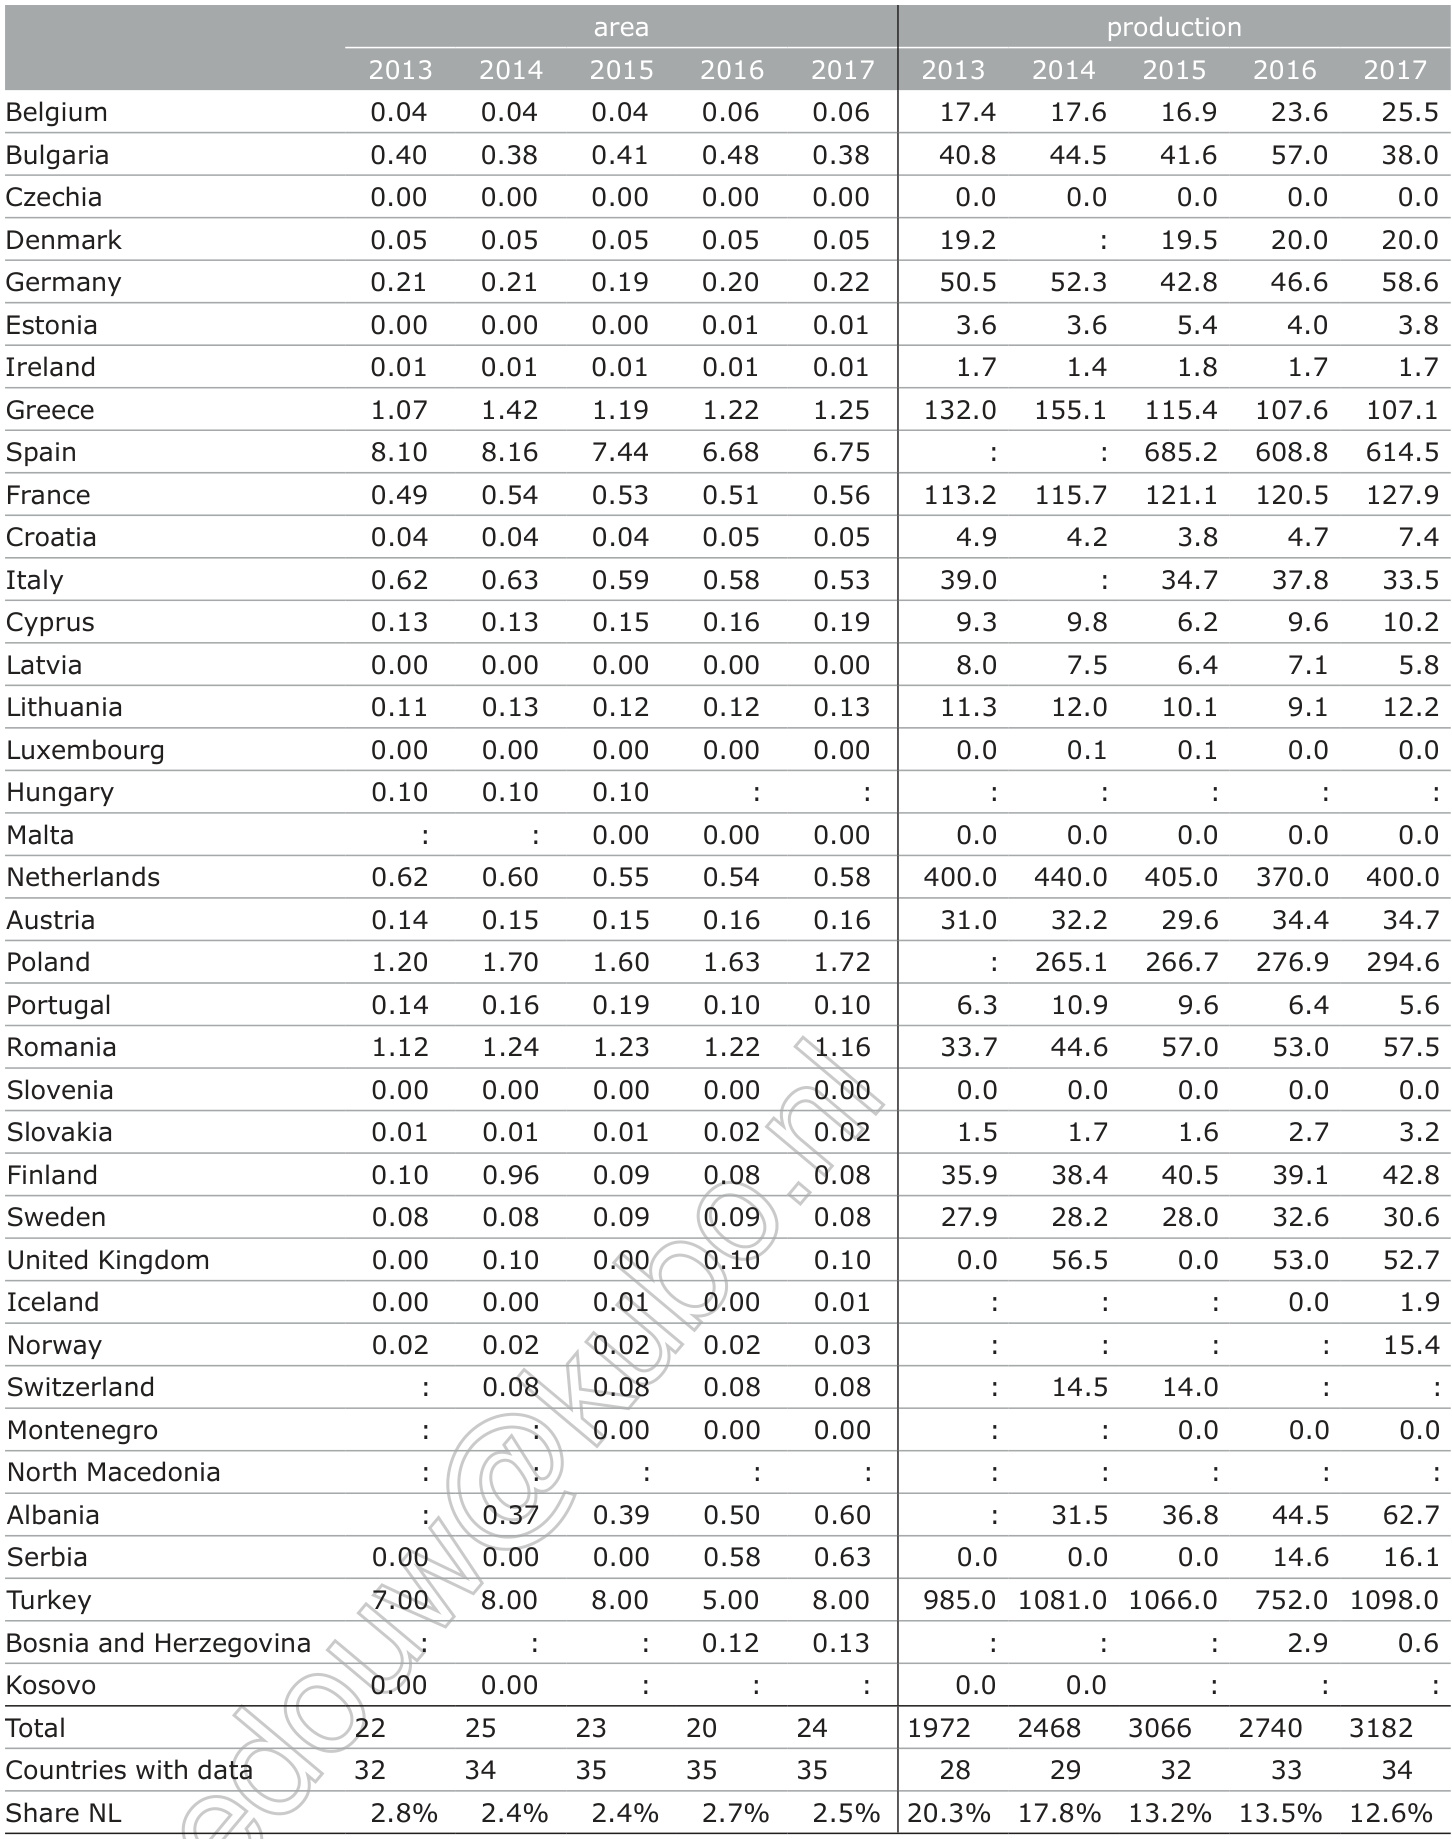 area production
2013 2014 2015 2016 2017 2013 2014 2015 2016 2017
Belgium 0.04 0.04 0.04 0.06 0.06 17.4 17.6 16.9 23.6 25.5
Bulgaria 0.40 0.38 0.41 0.48 0.38 40.8 44.5 41.6 57.0 38.0
Czechia 0.00 0.00 0.00 0.00 0.00 0.0 0.0 0.0 0.0 0.0
Denmark 0.05 0.05 0.05 0.05 0.05 19.2 : 19.5 20.0 20.0
Germany 0.21 0.21 0.19 0.20 0.22 50.5 52.3 42.8 46.6 58.6
Estonia 0.00 0.00 0.00 0.01 0.01 3.6 3.6 5.4 4.0 3.8
Ireland 0.01 0.01 0.01 0.01 0.01 1.7 1.4 1.8 1.7 1.7
Greece 1.07 1.42 1.19 1.22 1.25 132.0 155.1 115.4 107.6 107.1
Spain 8.10 8.16 7.44 6.68 6.75 : : 685.2 608.8 614.5
France 0.49 0.54 0.53 0.51 0.56 113.2 115.7 121.1 120.5 127.9
Croatia 0.04 0.04 0.04 0.05 0.05 4.9 4.2 3.8 4.7 7.4
Italy 0.62 0.63 0.59 0.58 0.53 39.0 : 34.7 37.8 33.5
Cyprus 0.13 0.13 0.15 0.16 0.19 9.3 9.8 6.2 9.6 10.2
Latvia 0.00 0.00 0.00 0.00 0.00 8.0 7.5 6.4 7.1 5.8
Lithuania 0.11 0.13 0.12 0.12 0.13 11.3 12.0 10.1 9.1 12.2
Luxembourg 0.00 0.00 0.00 0.00 0.00 0.0 0.1 0.1 0.0 0.0
Hungary 0.10 0.10 0.10 : : : : : : :
Malta : : 0.00 0.00 0.00 0.0 0.0 0.0 0.0 0.0
Netherlands 0.62 0.60 0.55 0.54 0.58 400.0 440.0 405.0 370.0 400.0
Austria 0.14 0.15 0.15 0.16 0.16 31.0 32.2 29.6 34.4 34.7
Poland 1.20 1.70 1.60 1.63 1.72 : 265.1 266.7 276.9 294.6
Portugal 0.14 0.16 0.19 0.10 0.10 6.3 10.9 9.6 6.4 5.6
Romania 1.12 1.24 1.23 1.22 1.16 33.7 44.6 57.0 53.0 57.5
Slovenia 0.00 0.00 0.00 0.00 0.00 0.0 0.0 0.0 0.0 0.0
Slovakia 0.01 0.01 0.01 0.02 0.02 1.5 1.7 1.6 2.7 3.2
Finland 0.10 0.96 0.09 0.08 0.08 35.9 38.4 40.5 39.1 42.8
Sweden 0.08 0.08 0.09 0.09 0.08 27.9 28.2 28.0 32.6 30.6
United Kingdom 0.00 0.10 0.00 0.10 0.10 0.0 56.5 0.0 53.0 52.7
Iceland 0.00 0.00 0.01 0.00 0.01 : : : 0.0 1.9
Norway 0.02 0.02 0.02 0.02 0.03 : : : : 15.4
Switzerland : 0.08 0.08 0.08 0.08 : 14.5 14.0 : :
Montenegro : : 0.00 0.00 0.00 : : 0.0 0.0 0.0
North Macedonia : : : : : : : : : :
Albania : 0.37 0.39 0.50 0.60 : 31.5 36.8 44.5 62.7
Serbia 0.00 0.00 0.00 0.58 0.63 0.0 0.0 0.0 14.6 16.1
Turkey 7.00 8.00 8.00 5.00 8.00 985.0 1081.0 1066.0 752.0 1098.0
Bosnia and Herzegovina : : : 0.12 0.13 : : : 2.9 0.6
Kosovo 0.00 0.00 : : : 0.0 0.0 : : :
Total 22 25 23 20 24 1972 2468 3066 2740 3182
Countries with data 32 34 35 35 35 28 29 32 33 34
Share NL 2.8% 2.4% 2.4% 2.7% 2.5% 20.3% 17.8% 13.2% 13.5% 12.6%
edouw@kubo.nl